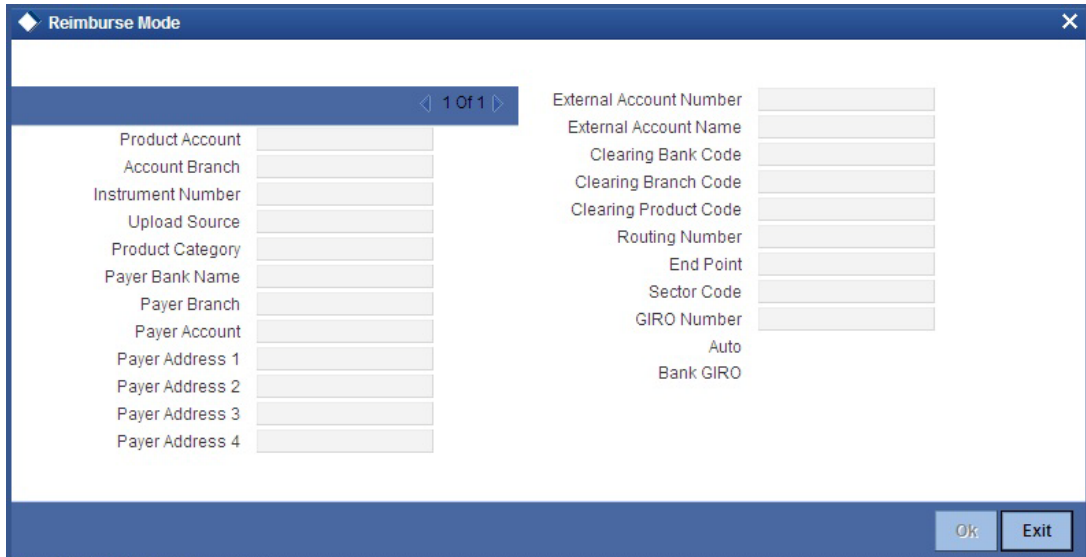 Reimburse Mode
1 Of 1
Product Account
Account Branch
Instrument Number
Upload Source
Product Category
Payer Bank Name
Payer Branch
Payer Account
Payer Address 1
Payer Address 2
Payer Address 3
Payer Address 4
External Account Number
External Account Name
Clearing Bank Code
Clearing Branch Code
Clearing Product Code
Routing Number
End Point
Sector Code
GIRO Number
Auto
Bank GIRO
Ok
Exit